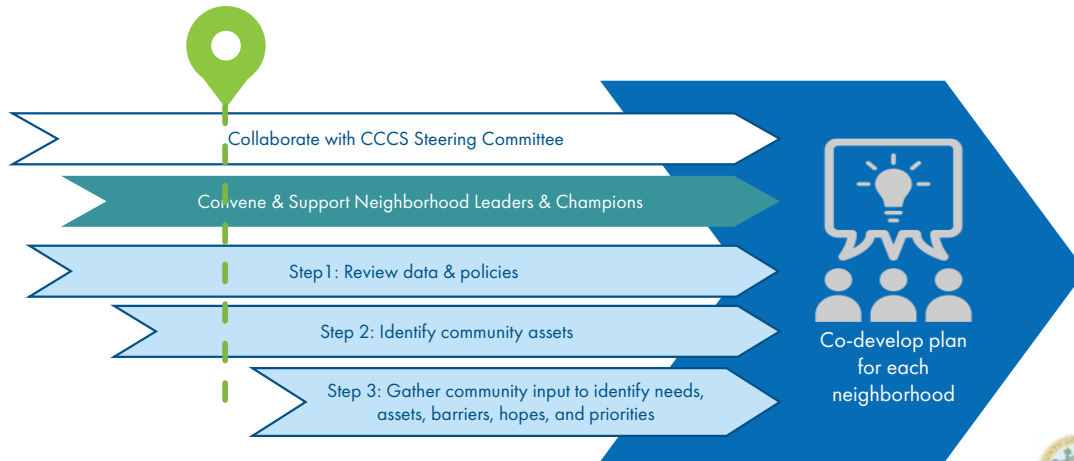 Collaborate with CCCS Steering Committee
Convene & Support Neighborhood Leaders & Champions
Step1: Review data & policies
Step 2: Identify community assets
Step 3: Gather community input to identify needs,
assets, barriers, hopes, and priorities
Co-develop plan
for each
neighborhood